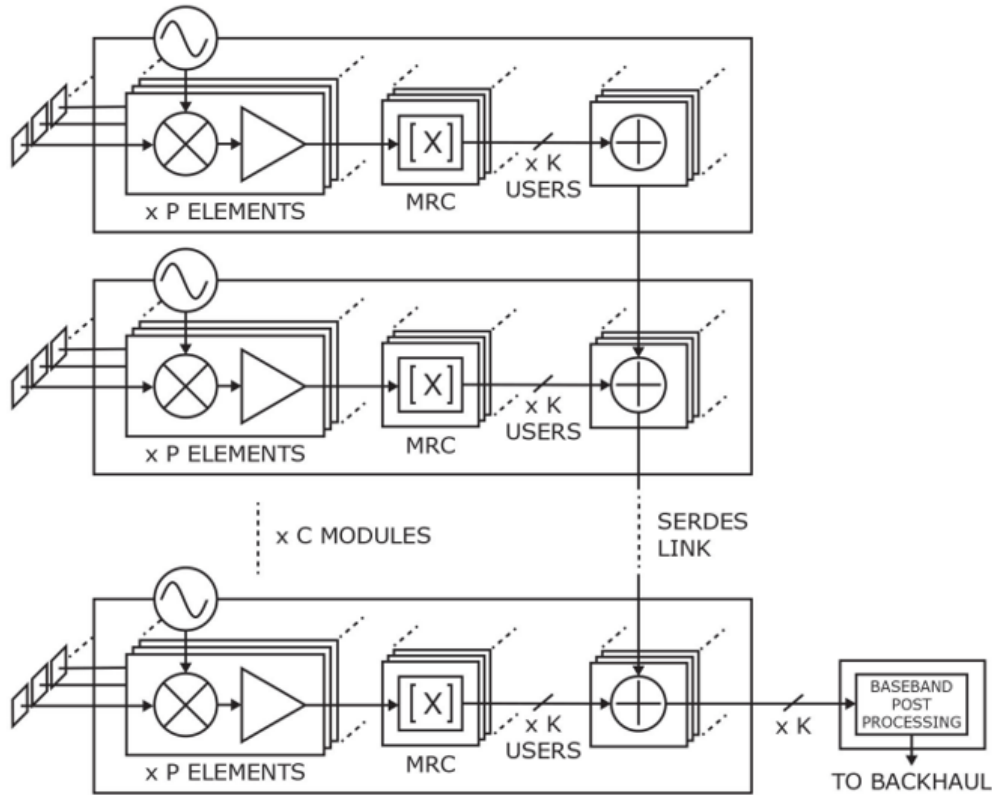 [X]
x K
USERS
x P ELEMENTS
MRC
[X]
x K
USERS
x P ELEMENTS
MRC
x C MODULES
SERDES
LINK
[X]
x K
USERS
x P ELEMENTS
MRC
x K
BASEBAND
POST
PROCESSING
TO BACKHAUL